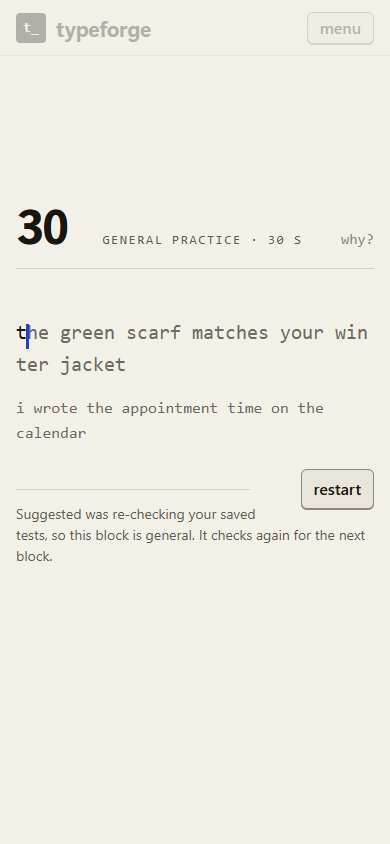 t_ typeforge menu
30 GENERAL PRACTICE · 30 S why?
the green scarf matches your win
ter jacket
i wrote the appointment time on the
calendar
restart
Suggested was re-checking your saved
tests, so this block is general. It checks again for the next
block.